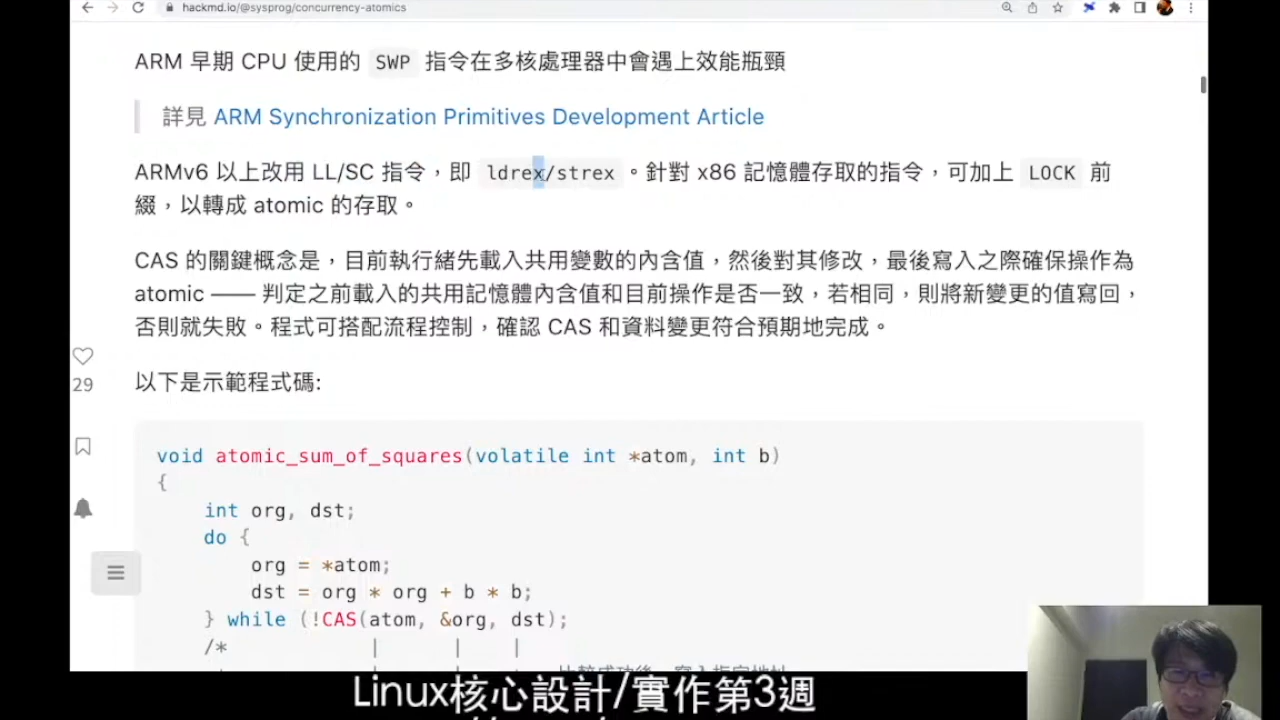 hackmd.io/@sysprog/concurrency-atomics
ARM 早期 CPU 使用的 SWP 指令在多核處理器中會遇上效能瓶頸
詳見 ARM Synchronization Primitives Development Article
ARMv6 以上改用 LL/SC 指令，即 ldrex/strex 。針對 x86 記憶體存取的指令，可加上 LOCK 前
綴，以轉成 atomic 的存取。
CAS 的關鍵概念是，目前執行緒先載入共用變數的內含值，然後對其修改，最後寫入之際確保操作為
atomic —— 判定之前載入的共用記憶體內含值和目前操作是否一致，若相同，則將新變更的值寫回，
否則就失敗。程式可搭配流程控制，確認 CAS 和資料變更符合預期地完成。
29
以下是示範程式碼:
void atomic_sum_of_squares(volatile int *atom, int b)
{
int org, dst;
do {
org = *atom;
dst = org * org + b * b;
} while (!CAS(atom, &org, dst);
/* | | |
Linux核心設計/實作第3週